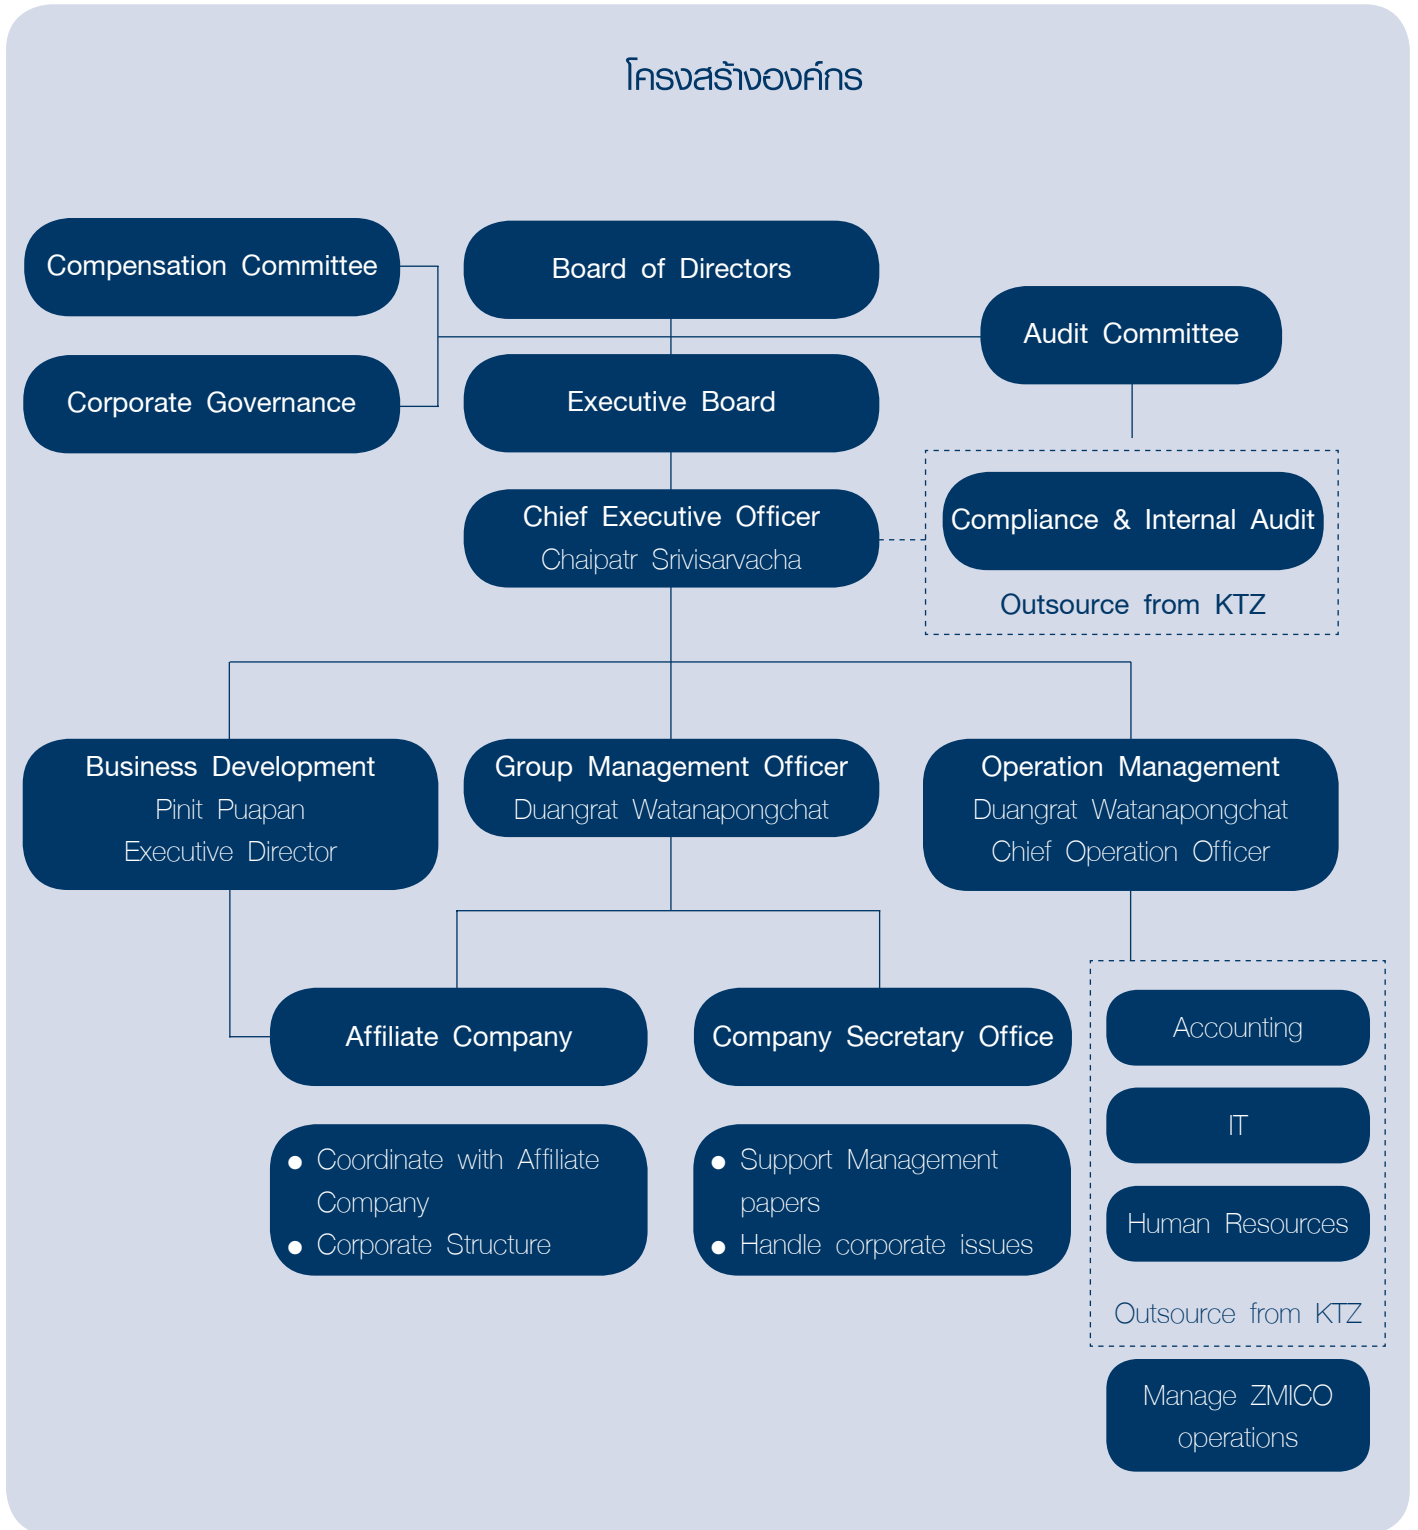 โครงสร้างองค์กร
Compensation Committee
Board of Directors
Audit Committee
Corporate Governance
Executive Board
Chief Executive Officer
Chaipatr Srivisarvacha
Compliance & Internal Audit
Outsource from KTZ
Business Development
Pinit Puapan
Executive Director
Group Management Officer
Duangrat Watanapongchat
Operation Management
Duangrat Watanapongchat
Chief Operation Officer
Affiliate Company
Company Secretary Office
● Coordinate with Affiliate
Company
● Corporate Structure
● Support Management
papers
● Handle corporate issues
Accounting
IT
Human Resources
Outsource from KTZ
Manage ZMICO
operations